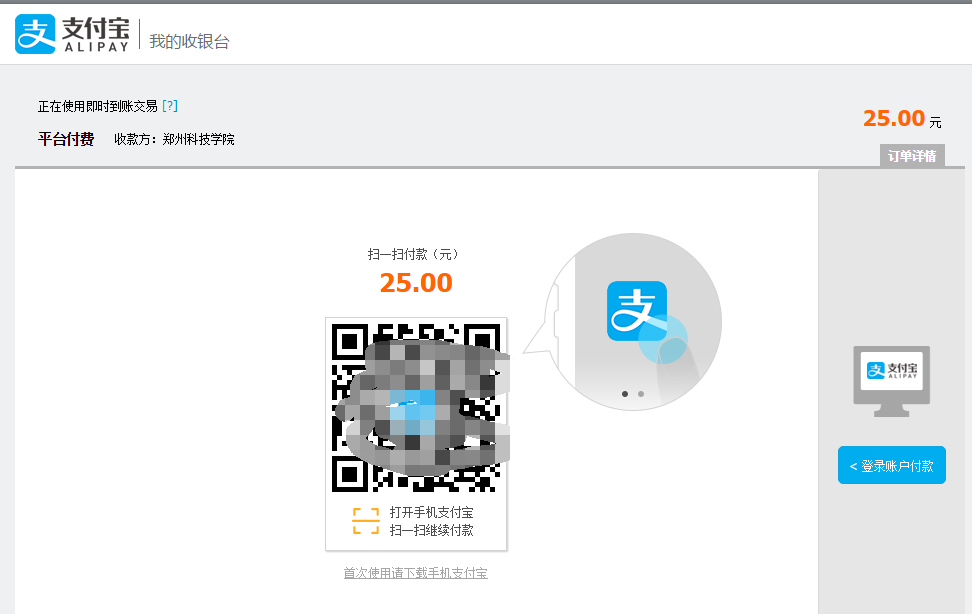 支付宝
ALIPAY
我的收银台
正在使用即时到账交易 [?]
平台付费 收款方：郑州科技学院
25.00 元
订单详情
扫一扫付款（元）
25.00
支
支付宝
ALIPAY
< 登录账户付款
打开手机支付宝
扫一扫继续付款
首次使用请下载手机支付宝